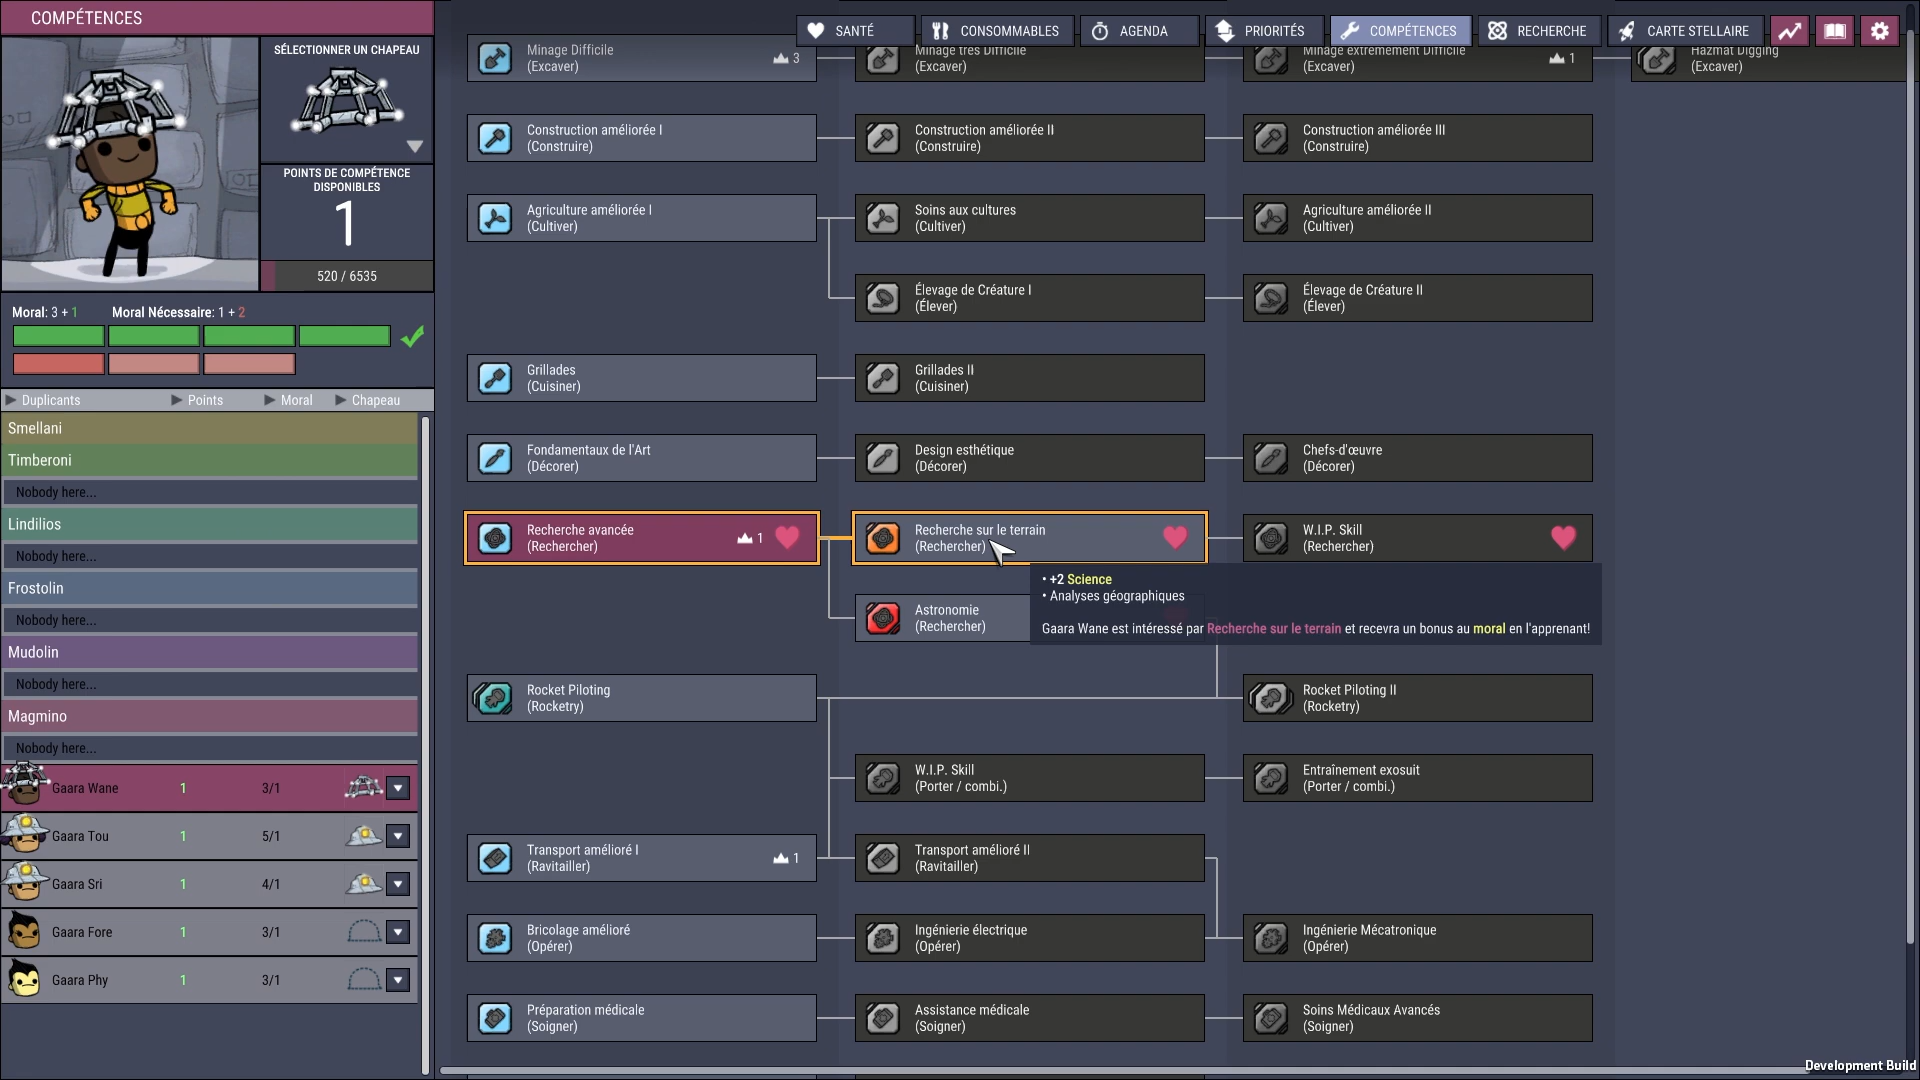 COMPÉTENCES
SANTÉ
CONSOMMABLES
AGENDA
PRIORITÉS
COMPÉTENCES
RECHERCHE
CARTE STELLAIRE
SÉLECTIONNER UN CHAPEAU
POINTS DE COMPÉTENCE
DISPONIBLES
1
520 / 6535
Moral: 3 + 1
Moral Nécessaire: 1 + 2
Duplicants
Points
Moral
Chapeau
Smellani
Timberoni
Nobody here...
Lindilios
Nobody here...
Frostolin
Nobody here...
Mudolin
Nobody here...
Magmino
Nobody here...
Gaara Wane 1 3/1
Gaara Tou 1 5/1
Gaara Sri 1 4/1
Gaara Fore 1 3/1
Gaara Phy 1 3/1
Minage Difficile
(Excaver)
3
Minage très Difficile
(Excaver)
Minage extrêmement Difficile
(Excaver)
1
Hazmat Digging
(Excaver)
Construction améliorée I
(Construire)
Construction améliorée II
(Construire)
Construction améliorée III
(Construire)
Agriculture améliorée I
(Cultiver)
Soins aux cultures
(Cultiver)
Agriculture améliorée II
(Cultiver)
Élevage de Créature I
(Élever)
Élevage de Créature II
(Élever)
Grillades
(Cuisiner)
Grillades II
(Cuisiner)
Fondamentaux de l'Art
(Décorer)
Design esthétique
(Décorer)
Chefs-d'œuvre
(Décorer)
Recherche avancée
(Rechercher)
1
Recherche sur le terrain
(Rechercher)
W.I.P. Skill
(Rechercher)
• +2 Science
• Analyses géographiques
Gaara Wane est intéressé par Recherche sur le terrain et recevra un bonus au moral en l'apprenant!
Astronomie
(Rechercher)
Rocket Piloting
(Rocketry)
Rocket Piloting II
(Rocketry)
W.I.P. Skill
(Porter / combi.)
Entraînement exosuit
(Porter / combi.)
Transport amélioré I
(Ravitailler)
1
Transport amélioré II
(Ravitailler)
Bricolage amélioré
(Opérer)
Ingénierie électrique
(Opérer)
Ingénierie Mécatronique
(Opérer)
Préparation médicale
(Soigner)
Assistance médicale
(Soigner)
Soins Médicaux Avancés
(Soigner)
Development Build